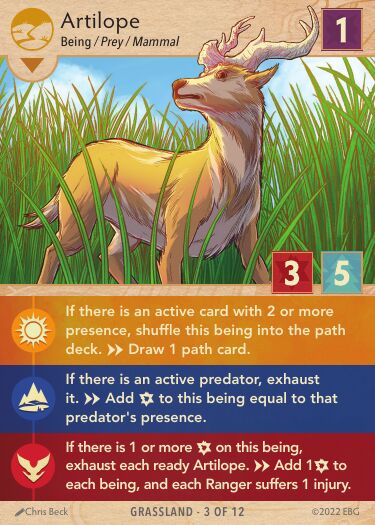 Artilope
1
Being / Prey / Mammal
3 5
If there is an active card with 2 or more
presence, shuffle this being into the path
deck. Draw 1 path card.
If there is an active predator, exhaust
it. Add to this being equal to that
predator's presence.
If there is 1 or more on this being,
exhaust each ready Artilope. Add 1 to
each being, and each Ranger suffers 1 injury.
Chris Beck GRASSLAND - 3 OF 12 ©2022 EBG